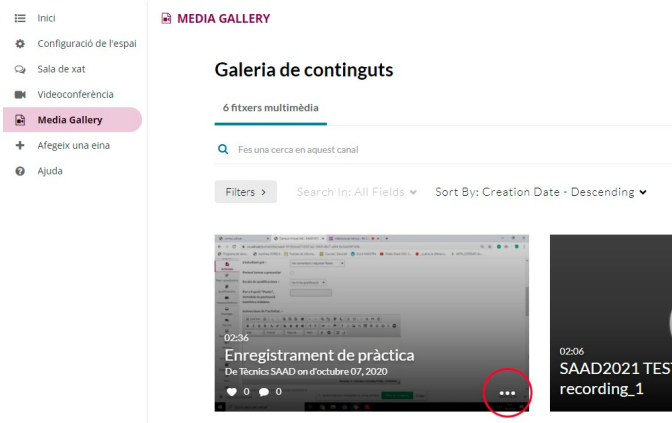 Inici
Configuració de l'espai
Sala de xat
Videoconferència
Media Gallery
Afegeix una eina
Ajuda
MEDIA GALLERY
Galeria de continguts
6 fitxers multimèdia
Fes una cerca en aquest canal
Filters
Search In: All Fields
Sort By: Creation Date - Descending
02:36
Enregistrament de pràctica
De Tècnics SAAD on d'octubre 07, 2020
0 0
02:06
SAAD2021 TES
recording_1